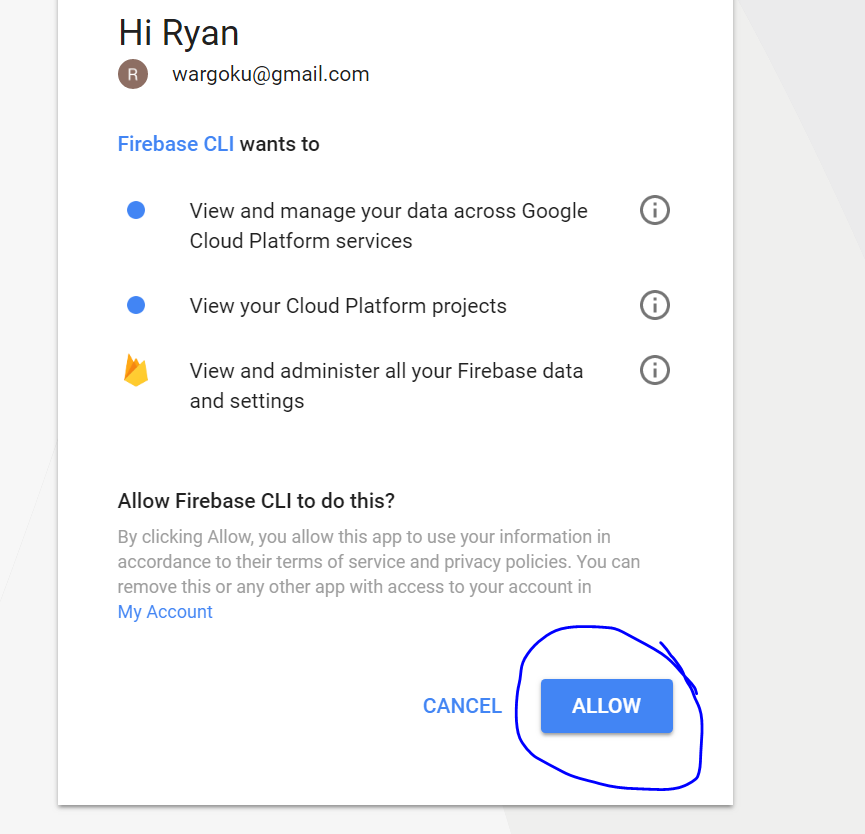 Hi Ryan
R
wargoku@gmail.com
Firebase CLI wants to
View and manage your data across Google
Cloud Platform services
View your Cloud Platform projects
View and administer all your Firebase data
and settings
Allow Firebase CLI to do this?
By clicking Allow, you allow this app to use your information in
accordance to their terms of service and privacy policies. You can
remove this or any other app with access to your account in
My Account
CANCEL
ALLOW